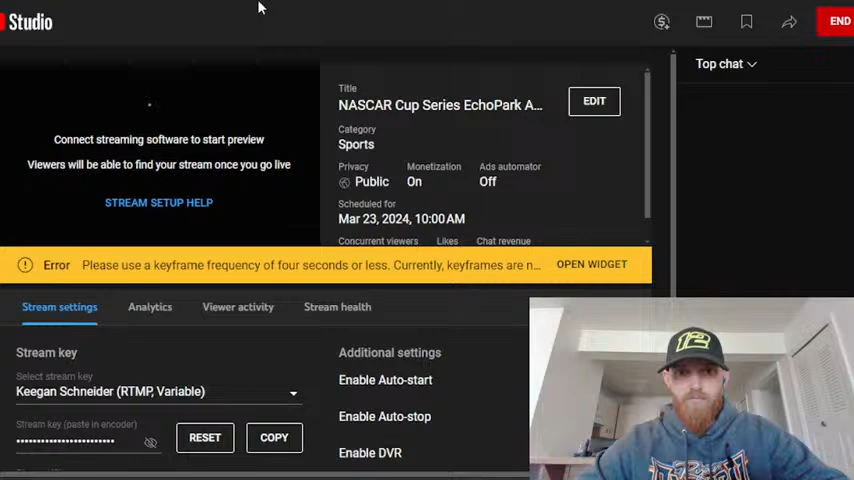 Studio
END
Top chat
Connect streaming software to start preview
Viewers will be able to find your stream once you go live
STREAM SETUP HELP
Title
NASCAR Cup Series EchoPark A...
EDIT
Category
Sports
Privacy
Monetization
Ads automator
Public
On
Off
Scheduled for
Mar 23, 2024, 10:00 AM
Concurrent viewers
Likes
Chat revenue
Error
Please use a keyframe frequency of four seconds or less. Currently, keyframes are n...
OPEN WIDGET
Stream settings
Analytics
Viewer activity
Stream health
Stream key
Select stream key
Keegan Schneider (RTMP, Variable)
Stream key (paste in encoder)
RESET
COPY
Additional settings
Enable Auto-start
Enable Auto-stop
Enable DVR
12